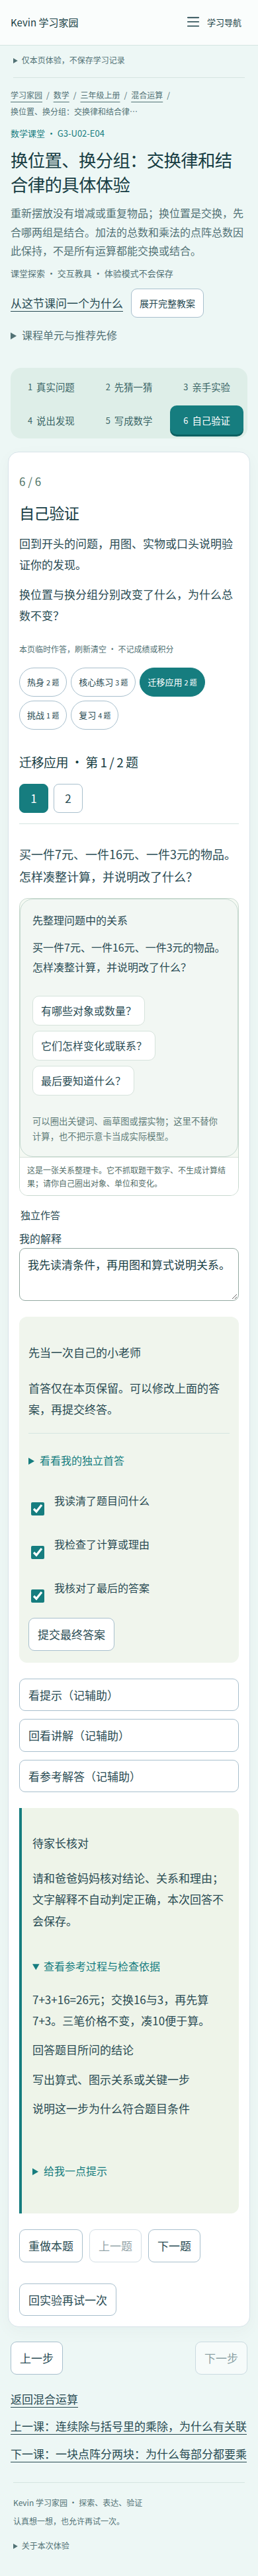 Kevin 学习家园
学习导航
仅本页体验，不保存学习记录
学习家园 / 数学 / 三年级上册 / 混合运算 /
换位置、换分组：交换律和结合律…
数学课堂 · G3-U02-E04
换位置、换分组：交换律和结
合律的具体体验
重新摆放没有增减或重复物品；换位置是交换，先
合哪两组是结合。加法的总数和乘法的点阵总数因
此保持，不是所有运算都能交换或结合。
课堂探索 · 交互教具 · 体验模式不会保存
从这节课问一个为什么
展开完整教案
课程单元与推荐先修
1 真实问题
2 先猜一猜
3 亲手实验
4 说出发现
5 写成数学
6 自己验证
6 / 6
自己验证
回到开头的问题，用图、实物或口头说明验
证你的发现。
换位置与换分组分别改变了什么，为什么总
数不变？
本页临时作答，刷新清空 · 不记成绩或积分
热身 2 题
核心练习 3 题
迁移应用 2 题
挑战 1 题
复习 4 题
迁移应用 · 第 1 / 2 题
1
2
买一件7元、一件16元、一件3元的物品。
怎样凑整计算，并说明改了什么？
先整理问题中的关系
买一件7元、一件16元、一件3元的物品。
怎样凑整计算，并说明改了什么？
有哪些对象或数量？
它们怎样变化或联系？
最后要知道什么？
可以圈出关键词、画草图或摆实物；这里不替你
计算，也不把示意卡当成实际模型。
这是一张关系整理卡。它不抓取题干数字、不生成计算结
果；请你自己圈出对象、单位和变化。
独立作答
我的解释
我先读清条件，再用图和算式说明关系。
先当一次自己的小老师
首答仅在本页保留。可以修改上面的答
案，再提交终答。
看看我的独立首答
我读清了题目问什么
我检查了计算或理由
我核对了最后的答案
提交最终答案
看提示（记辅助）
回看讲解（记辅助）
看参考解答（记辅助）
待家长核对
请和爸爸妈妈核对结论、关系和理由；
文字解释不自动判定正确，本次回答不
会保存。
查看参考过程与检查依据
7+3+16=26元；交换16与3，再先算
7+3。三笔价格不变，凑10便于算。
回答题目所问的结论
写出算式、图示关系或关键一步
说明这一步为什么符合题目条件
给我一点提示
重做本题
上一题
下一题
回实验再试一次
上一步
下一步
返回混合运算
上一课：连续除与括号里的乘除，为什么有关联
下一课：一块点阵分两块：为什么每部分都要乘
Kevin 学习家园 · 探索、表达、验证
认真想一想，也允许再试一次。
关于本次体验